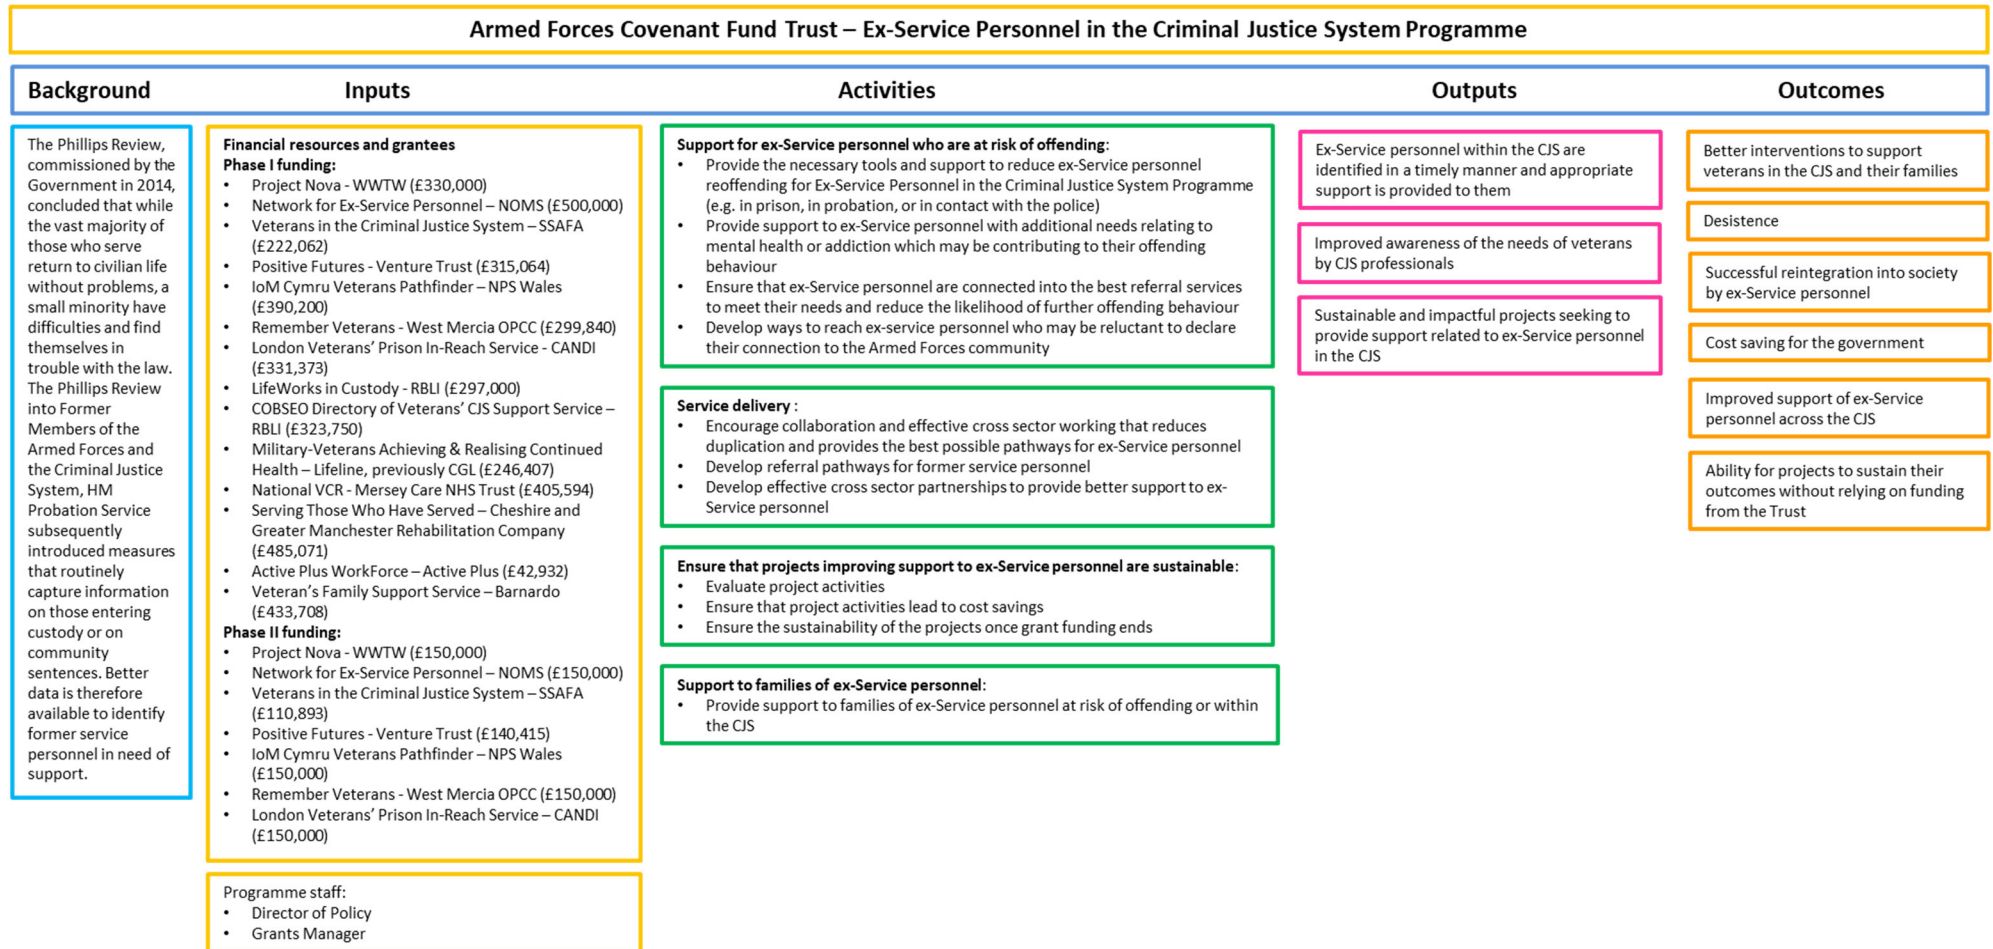 Armed Forces Covenant Fund Trust – Ex-Service Personnel in the Criminal Justice System Programme
Background
Inputs
Activities
Outputs
Outcomes
The Phillips Review,
commissioned by the
Government in 2014,
concluded that while
the vast majority of
those who serve
return to civilian life
without problems, a
small minority have
difficulties and find
themselves in
trouble with the law.
The Phillips Review
into Former
Members of the
Armed Forces and
the Criminal Justice
System, HM
Probation Service
subsequently
introduced measures
that routinely
capture information
on those entering
custody or on
community
sentences. Better
data is therefore
available to identify
former service
personnel in need of
support.
Financial resources and grantees
Phase I funding:
• Project Nova - WWTW (£330,000)
• Network for Ex-Service Personnel – NOMS (£500,000)
• Veterans in the Criminal Justice System – SSAFA
(£222,062)
• Positive Futures - Venture Trust (£315,064)
• IoM Cymru Veterans Pathfinder – NPS Wales
(£390,200)
• Remember Veterans - West Mercia OPCC (£299,840)
• London Veterans’ Prison In-Reach Service - CANDI
(£331,373)
• LifeWorks in Custody - RBLI (£297,000)
• COBSEO Directory of Veterans’ CJS Support Service –
RBLI (£323,750)
• Military-Veterans Achieving & Realising Continued
Health – Lifeline, previously CGL (£246,407)
• National VCR - Mersey Care NHS Trust (£405,594)
• Serving Those Who Have Served – Cheshire and
Greater Manchester Rehabilitation Company
(£485,071)
• Active Plus WorkForce – Active Plus (£42,932)
• Veteran’s Family Support Service – Barnardo
(£433,708)
Phase II funding:
• Project Nova - WWTW (£150,000)
• Network for Ex-Service Personnel – NOMS (£150,000)
• Veterans in the Criminal Justice System – SSAFA
(£110,893)
• Positive Futures - Venture Trust (£140,415)
• IoM Cymru Veterans Pathfinder – NPS Wales
(£150,000)
• Remember Veterans - West Mercia OPCC (£150,000)
• London Veterans’ Prison In-Reach Service – CANDI
(£150,000)
Programme staff:
• Director of Policy
• Grants Manager
Support for ex-Service personnel who are at risk of offending:
• Provide the necessary tools and support to reduce ex-Service personnel
reoffending for Ex-Service Personnel in the Criminal Justice System Programme
(e.g. in prison, in probation, or in contact with the police)
• Provide support to ex-Service personnel with additional needs relating to
mental health or addiction which may be contributing to their offending
behaviour
• Ensure that ex-Service personnel are connected into the best referral services
to meet their needs and reduce the likelihood of further offending behaviour
• Develop ways to reach ex-service personnel who may be reluctant to declare
their connection to the Armed Forces community
Service delivery :
• Encourage collaboration and effective cross sector working that reduces
duplication and provides the best possible pathways for ex-Service personnel
• Develop referral pathways for former service personnel
• Develop effective cross sector partnerships to provide better support to ex-
Service personnel
Ensure that projects improving support to ex-Service personnel are sustainable:
• Evaluate project activities
• Ensure that project activities lead to cost savings
• Ensure the sustainability of the projects once grant funding ends
Support to families of ex-Service personnel:
• Provide support to families of ex-Service personnel at risk of offending or within
the CJS
Ex-Service personnel within the CJS are
identified in a timely manner and appropriate
support is provided to them
Improved awareness of the needs of veterans
by CJS professionals
Sustainable and impactful projects seeking to
provide support related to ex-Service personnel
in the CJS
Better interventions to support
veterans in the CJS and their families
Desistence
Successful reintegration into society
by ex-Service personnel
Cost saving for the government
Improved support of ex-Service
personnel across the CJS
Ability for projects to sustain their
outcomes without relying on funding
from the Trust